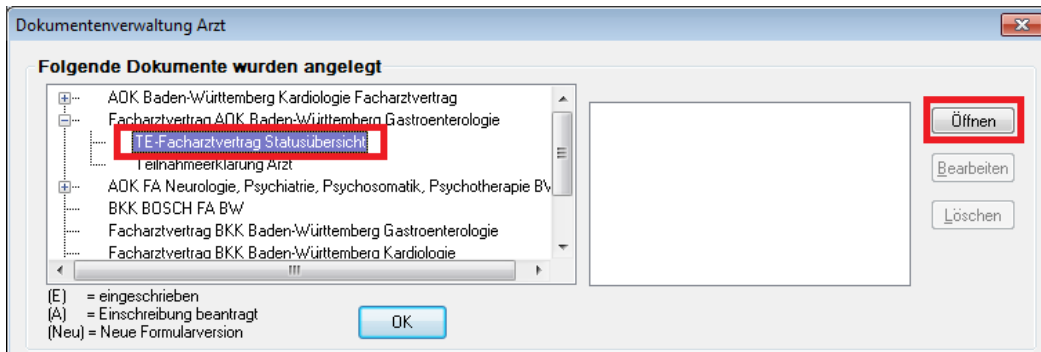 Dokumentenverwaltung Arzt
Folgende Dokumente wurden angelegt
AOK Baden-Württemberg Kardiologie Facharztvertrag
Facharztvertrag AOK Baden-Württemberg Gastroenterologie
TE-Facharztvertrag Statusübersicht
Teilnahmeerklärung Arzt
AOK FA Neurologie, Psychiatrie, Psychosomatik, Psychotherapie BV
BKK BOSCH FA BW
Facharztvertrag BKK Baden-Württemberg Gastroenterologie
Facharztvertrag BKK Baden-Württemberg Kardiologie
Öffnen
Bearbeiten
Löschen
(E) = eingeschrieben
(A) = Einschreibung beantragt
(Neu) = Neue Formularversion
OK